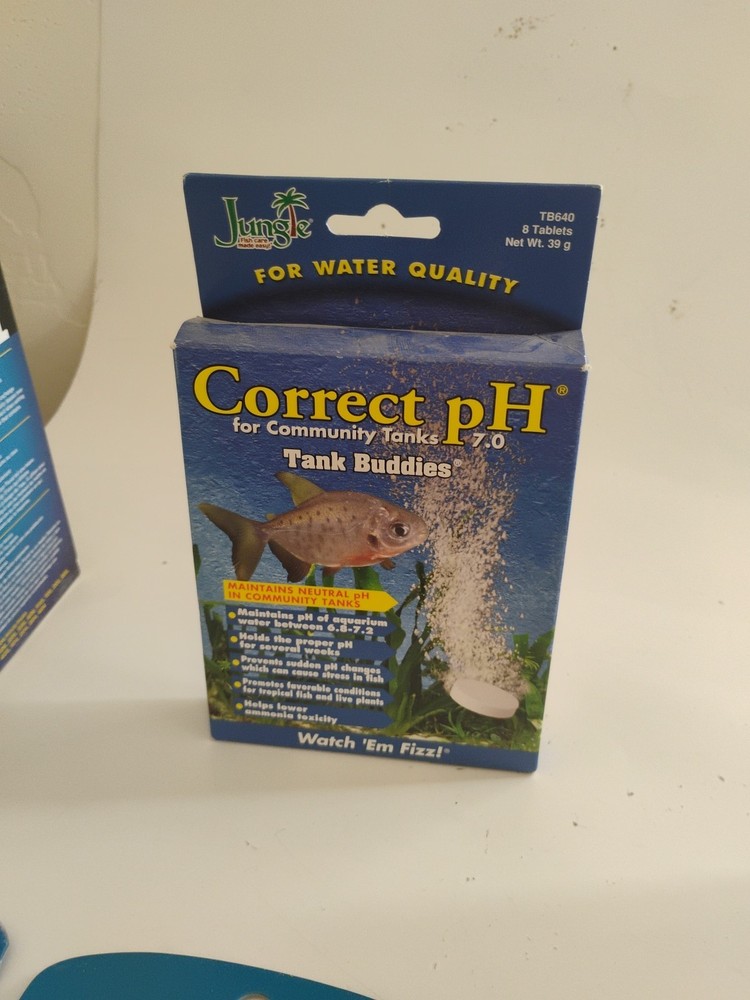 Jungle®
Fish care
made easy!
TB640
8 Tablets
Net Wt. 39 g
FOR WATER QUALITY
Correct pH®
for Community Tanks 7.0
Tank Buddies®
MAINTAINS NEUTRAL pH
IN COMMUNITY TANKS
Maintains pH of aquarium
water between 6.8-7.2
Holds the proper pH
for several weeks
Prevents sudden pH changes
which can cause stress in fish
Promotes favorable conditions
for tropical fish and live plants
Helps lower
ammonia toxicity
Watch 'Em Fizz!®